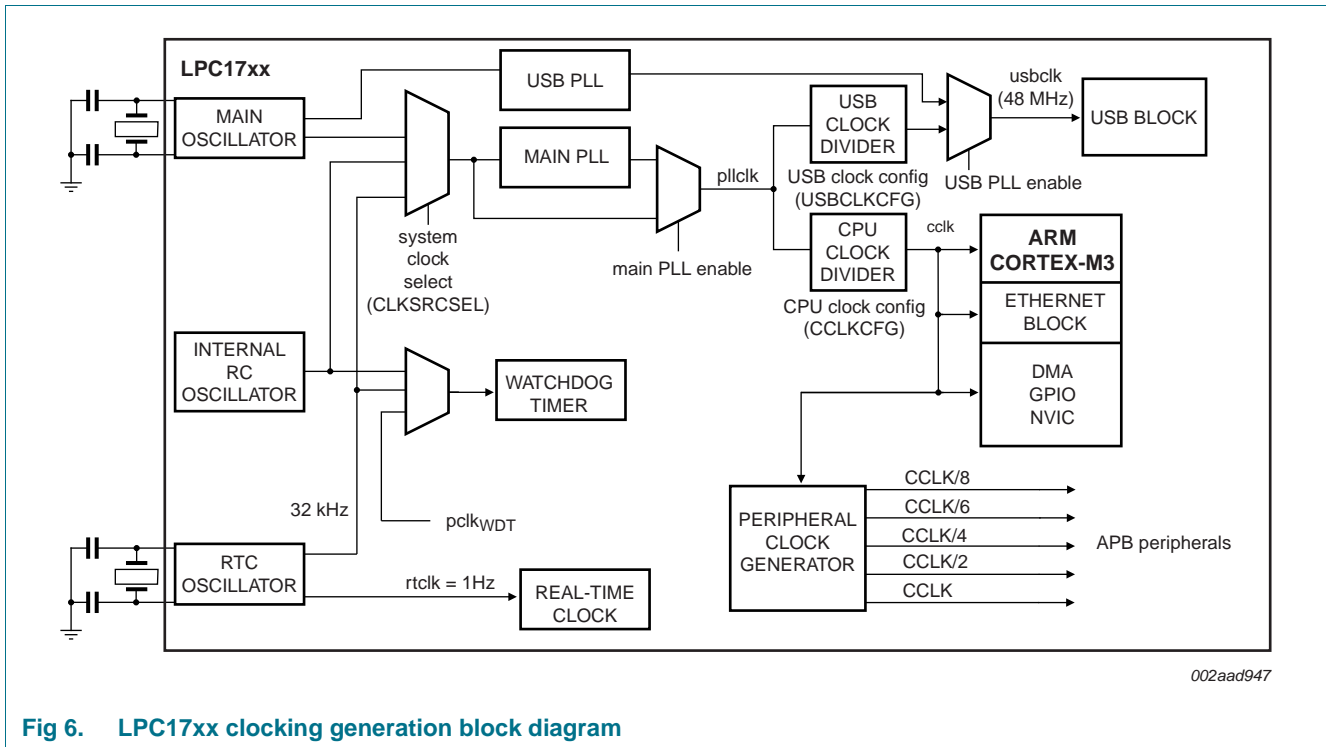 LPC17xx
MAIN
OSCILLATOR
USB PLL
MAIN PLL
system
clock
select
(CLKSRCSEL)
main PLL enable
pllclk
USB
CLOCK
DIVIDER
USB clock config
(USBCLKCFG)
usbclk
(48 MHz)
USB BLOCK
USB PLL enable
CPU
CLOCK
DIVIDER
CPU clock config
(CCLKCFG)
cclk
ARM
CORTEX-M3
ETHERNET
BLOCK
DMA
GPIO
NVIC
INTERNAL
RC
OSCILLATOR
WATCHDOG
TIMER
32 kHz
pclkWDT
RTC
OSCILLATOR
rtclk = 1Hz
REAL-TIME
CLOCK
PERIPHERAL
CLOCK
GENERATOR
CCLK/8
CCLK/6
CCLK/4
CCLK/2
CCLK
APB peripherals
002aad947
Fig 6. LPC17xx clocking generation block diagram